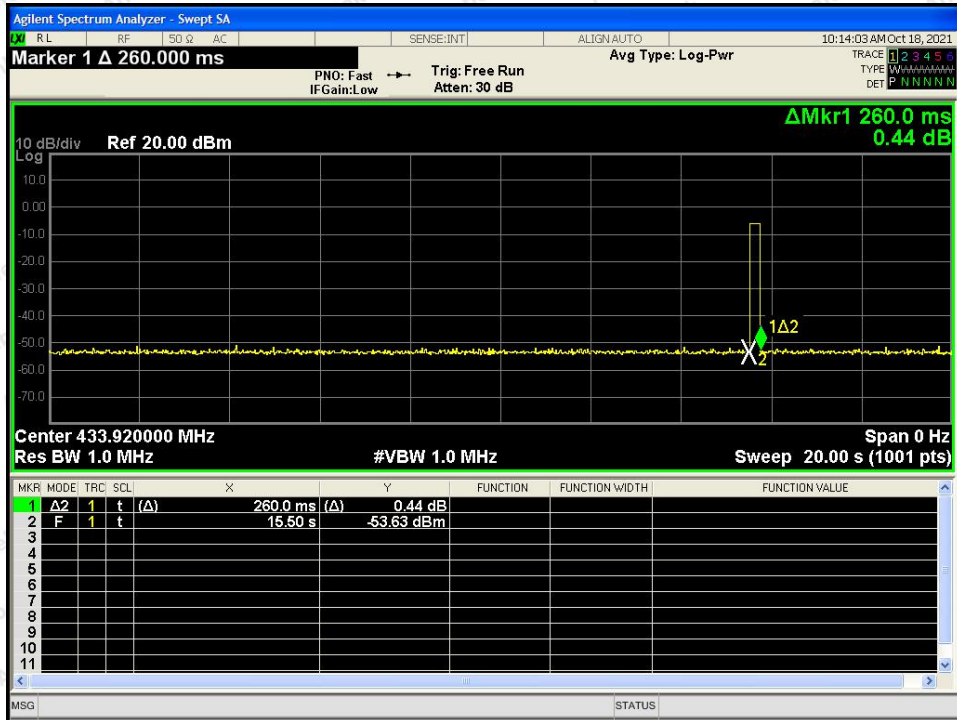 Agilent Spectrum Analyzer - Swept SA
LXI RL RF 50 Ω AC SENSE:INT ALIGN AUTO 10:14:03 AM Oct 18, 2021
Marker 1 Δ 260.000 ms
PNO: Fast
IFGain:Low
Trig: Free Run
Atten: 30 dB
Avg Type: Log-Pwr
TRACE 1 2 3 4 5 6
TYPE WWWWWW
DET P N N N N N
ΔMkr1 260.0 ms
0.44 dB
10 dB/div Ref 20.00 dBm
Log
10.0
0.00
-10.0
-20.0
-30.0
-40.0
-50.0
-60.0
-70.0
1Δ2
2
Center 433.920000 MHz Span 0 Hz
Res BW 1.0 MHz #VBW 1.0 MHz Sweep 20.00 s (1001 pts)
MKR MODE TRC SCL X Y FUNCTION FUNCTION WIDTH FUNCTION VALUE
1 Δ2 1 t (Δ) 260.0 ms (Δ) 0.44 dB
2 F 1 t 15.50 s -53.63 dBm
3
4
5
6
7
8
9
10
11
MSG STATUS